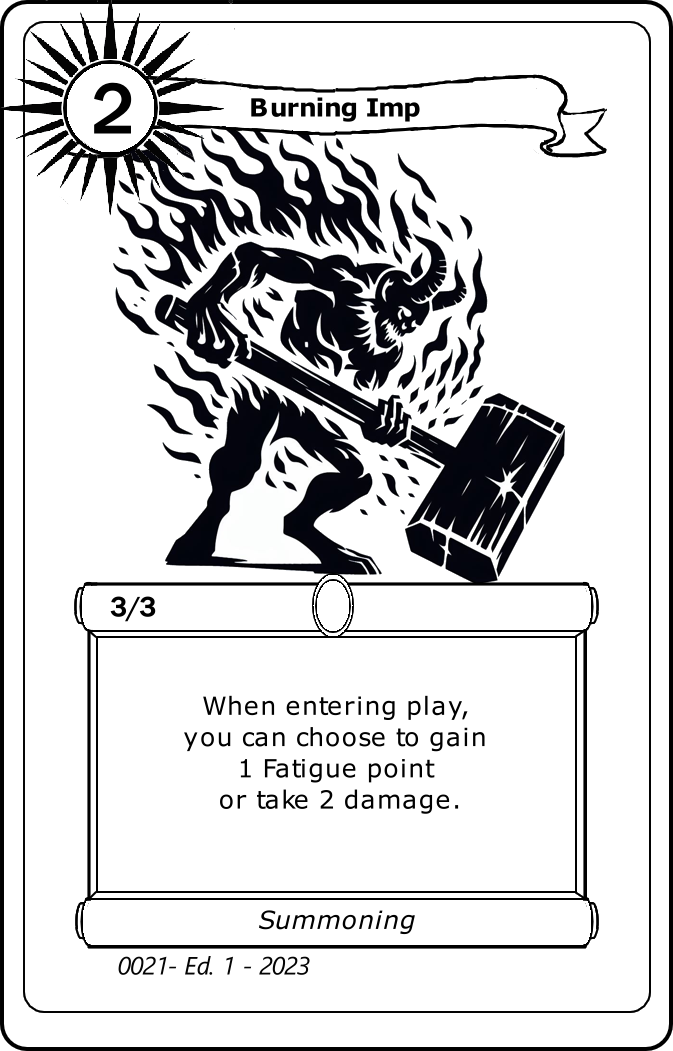 2
Burning Imp
3/3
When entering play,
you can choose to gain
1 Fatigue point
or take 2 damage.
Summoning
0021- Ed. 1 - 2023